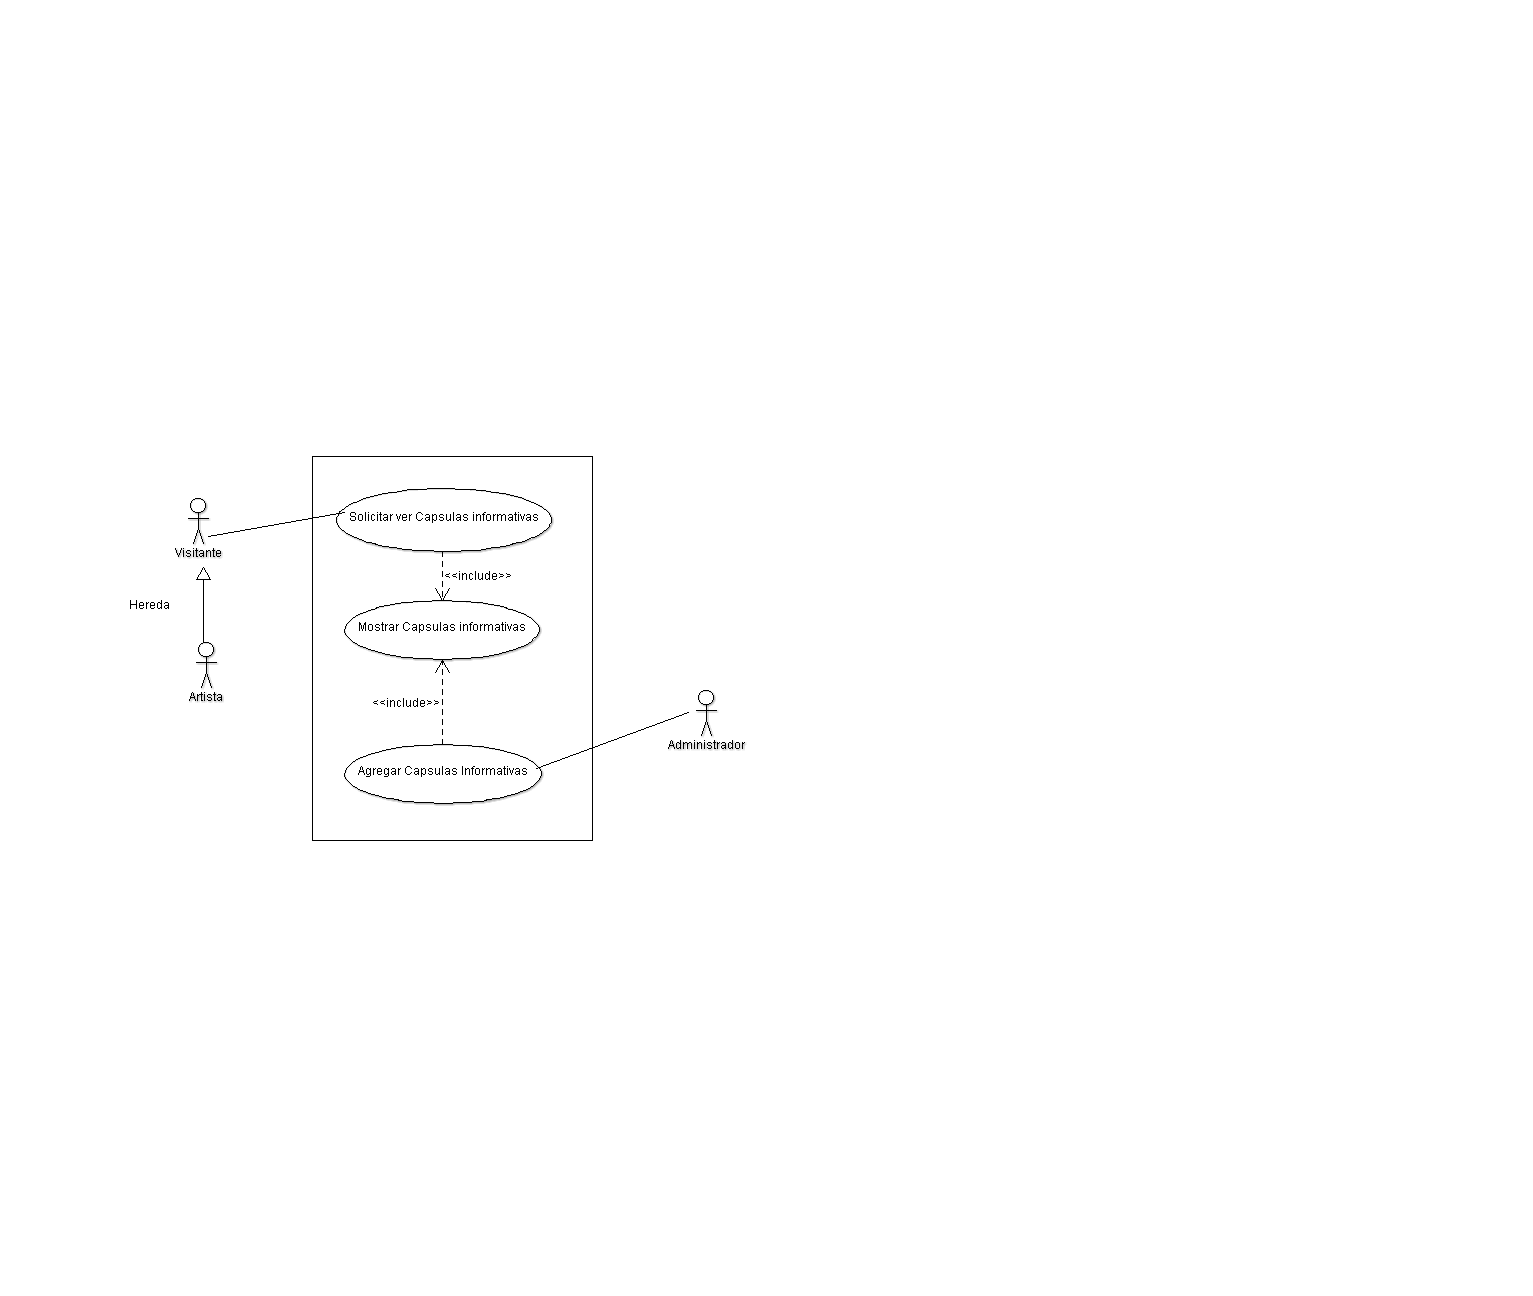 Solicitar ver Capsulas informativas
Visitante
<<include>>
Hereda
Mostrar Capsulas informativas
Artista
<<include>>
Administrador
Agregar Capsulas Informativas